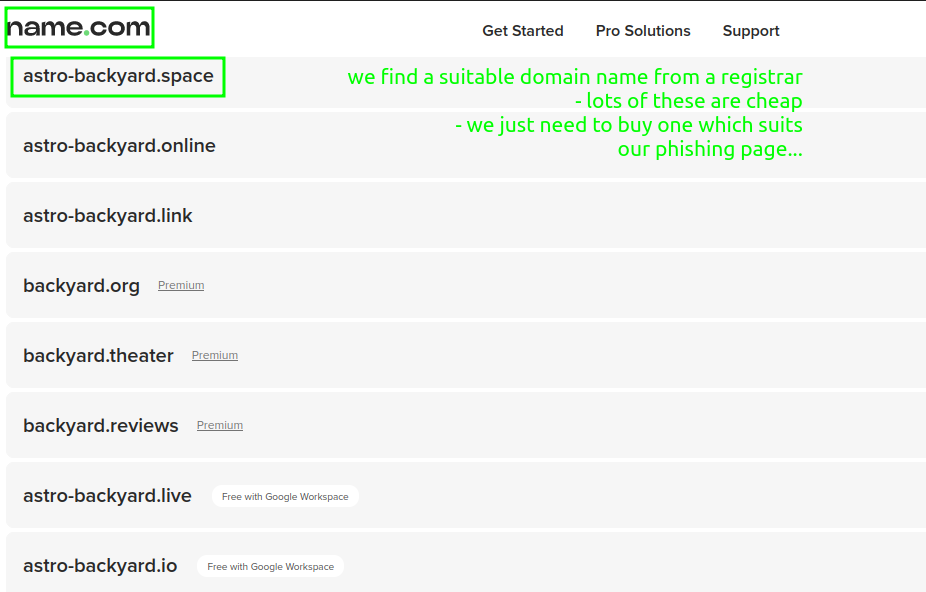 name.com
Get Started Pro Solutions Support
astro-backyard.space
we find a suitable domain name from a registrar
- lots of these are cheap
- we just need to buy one which suits
our phishing page...
astro-backyard.online
astro-backyard.link
backyard.org Premium
backyard.theater Premium
backyard.reviews Premium
astro-backyard.live Free with Google Workspace
astro-backyard.io Free with Google Workspace